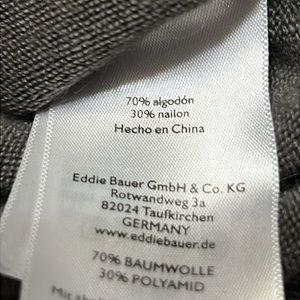 70% algodón
30% nailon
Hecho en China
Eddie Bauer GmbH & Co. KG
Rotwandweg 3a
82024 Taufkirchen
GERMANY
www.eddiebauer.de
70% BAUMWOLLE
30% POLYAMID
Mit